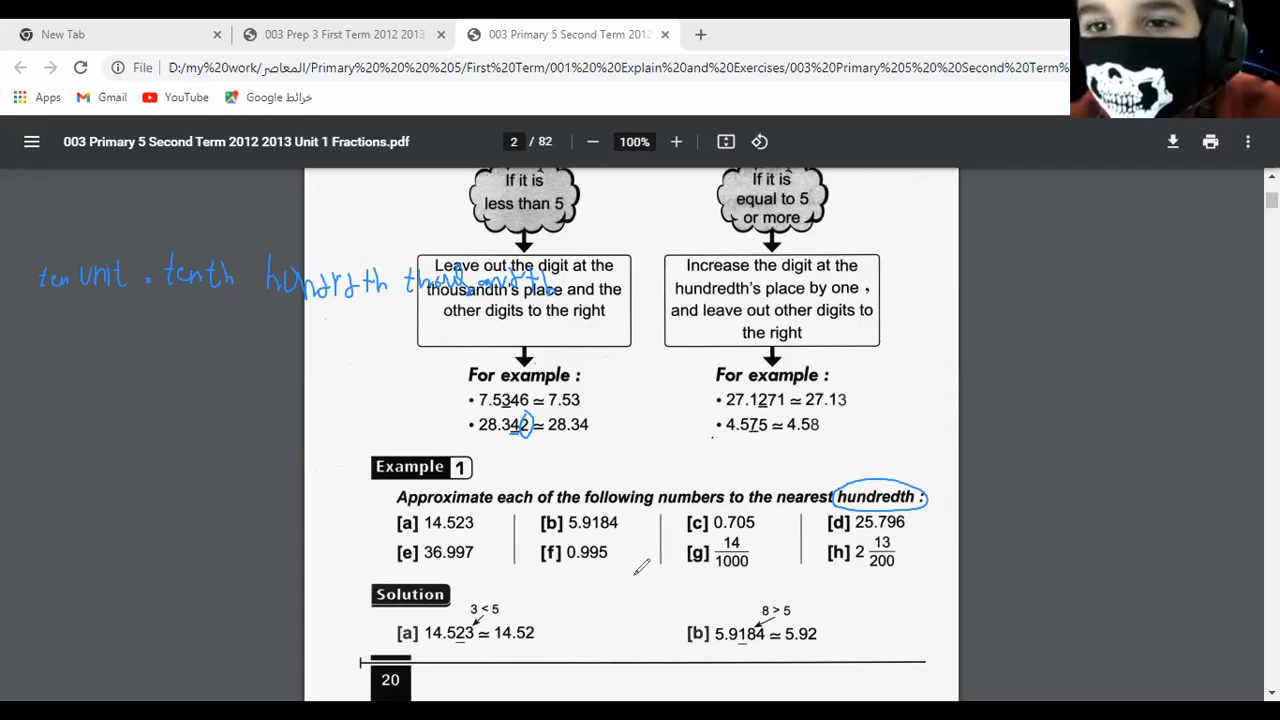 New Tab
003 Prep 3 First Term 2012 2013
003 Primary 5 Second Term 2012
File
D:/my%20work/المعاصر/Primary%20%20%20%205/First%20Term/001%20%20Explain%20and%20Exercises/003%20Primary%205%20%20Second%20Term%
Apps
Gmail
YouTube
خرائط Google
003 Primary 5 Second Term 2012 2013 Unit 1 Fractions.pdf
2 / 82
100%
If it is
less than 5
If it is
equal to 5
or more
ten unit . tenth
Leave out the digit at the
thousandth's place and the
other digits to the right
Increase the digit at the
hundredth's place by one ,
and leave out other digits to
the right
For example :
• 7.5346 ≃ 7.53
• 28.342 ≃ 28.34
For example :
• 27.1271 ≃ 27.13
• 4.575 ≃ 4.58
Example 1
Approximate each of the following numbers to the nearest hundredth :
[a] 14.523 [b] 5.9184 [c] 0.705 [d] 25.796
[e] 36.997 [f] 0.995 [g] 14/1000 [h] 2 13/200
Solution
3 < 5
[a] 14.523 ≃ 14.52
8 > 5
[b] 5.9184 ≃ 5.92
20